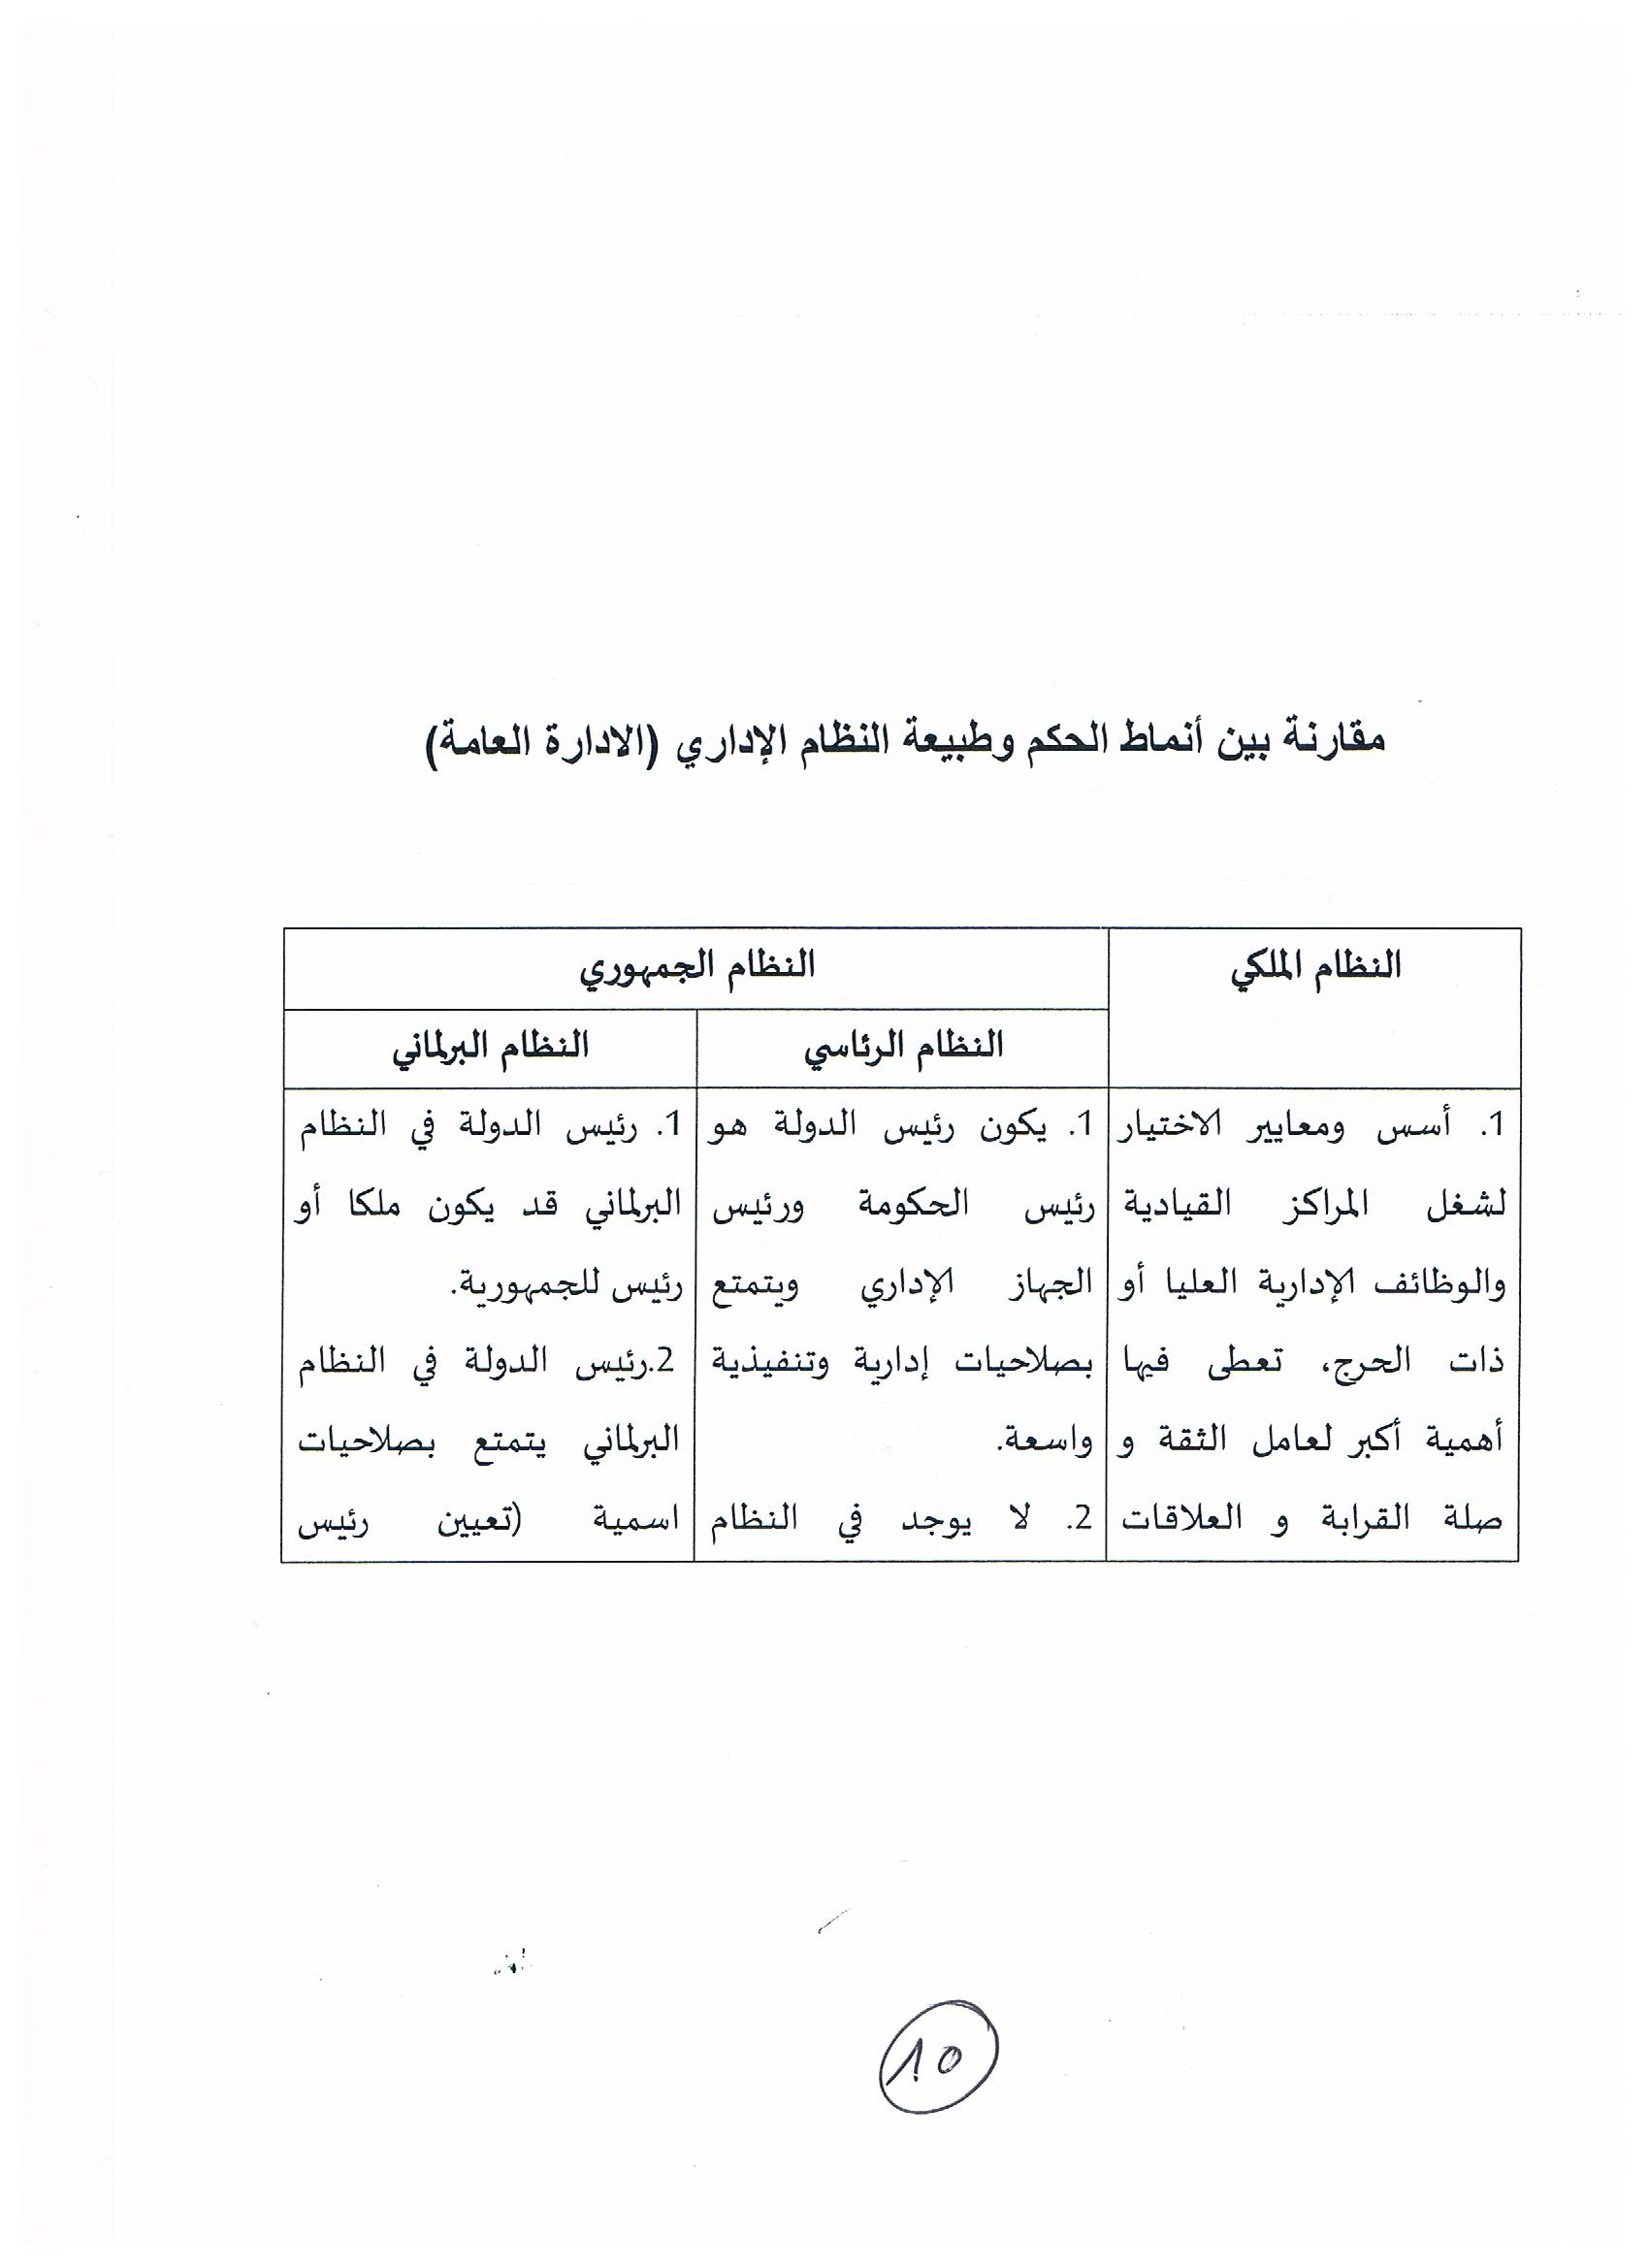 مقارنة بين أنماط الحكم وطبيعة النظام الإداري (الادارة العامة)
النظام الملكي
النظام الجمهوري
النظام الرئاسي
النظام البرلماني
1. أسس ومعايير الاختيار
لشغل المراكز القيادية
والوظائف الإدارية العليا أو
ذات الحرج، تعطى فيها
أهمية أكبر لعامل الثقة و
صلة القرابة و العلاقات
1. يكون رئيس الدولة هو
رئيس الحكومة ورئيس
الجهاز الإداري ويتمتع
بصلاحيات إدارية وتنفيذية
واسعة.
2. لا يوجد في النظام
1. رئيس الدولة في النظام
البرلماني قد يكون ملكا أو
رئيس للجمهورية.
2.رئيس الدولة في النظام
البرلماني يتمتع بصلاحيات
اسمية (تعيين رئيس
10